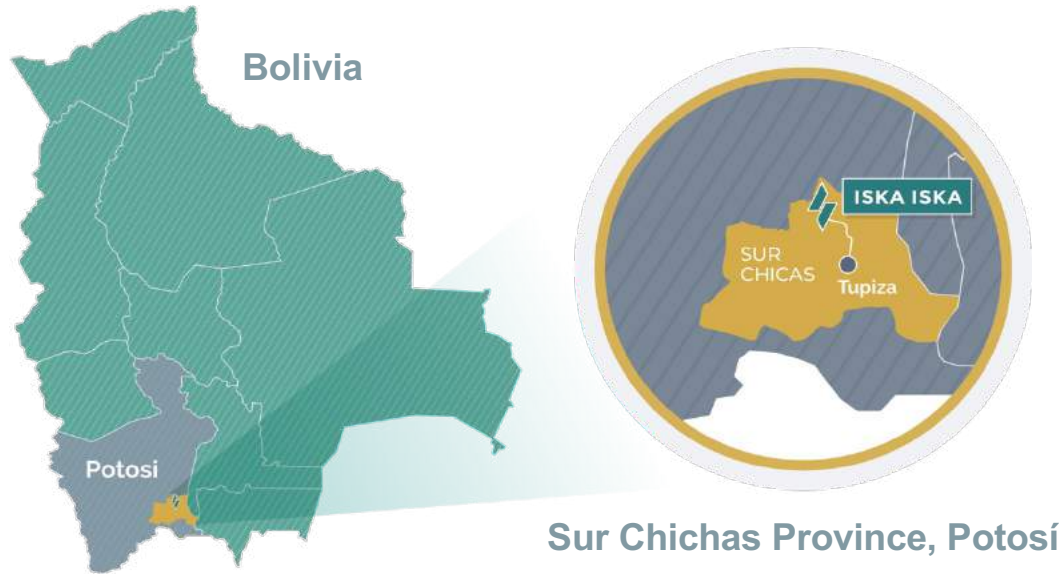 Bolivia
Potosi
ISKA ISKA
SUR
CHICAS
Tupiza
Sur Chichas Province, Potosí